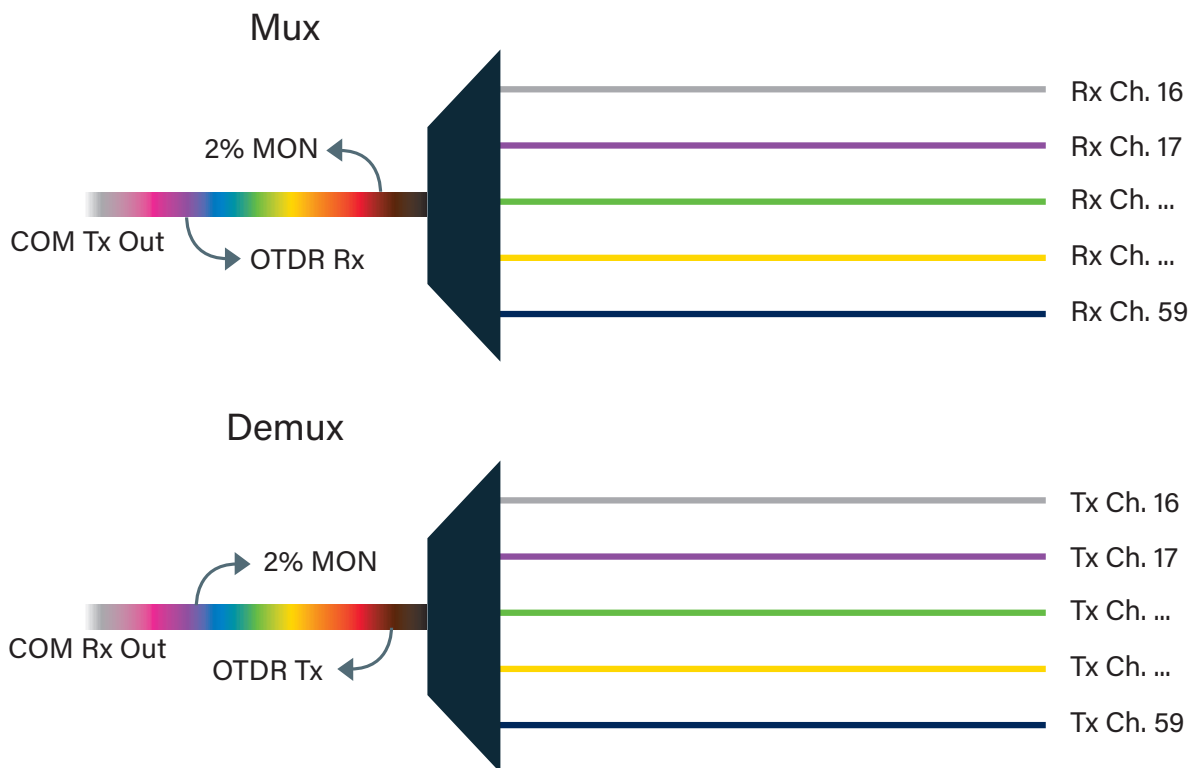 Mux
Rx Ch. 16
2% MON
Rx Ch. 17
Rx Ch. ...
COM Tx Out
OTDR Rx
Rx Ch. ...
Rx Ch. 59
Demux
Tx Ch. 16
2% MON
Tx Ch. 17
Tx Ch. ...
COM Rx Out
OTDR Tx
Tx Ch. ...
Tx Ch. 59